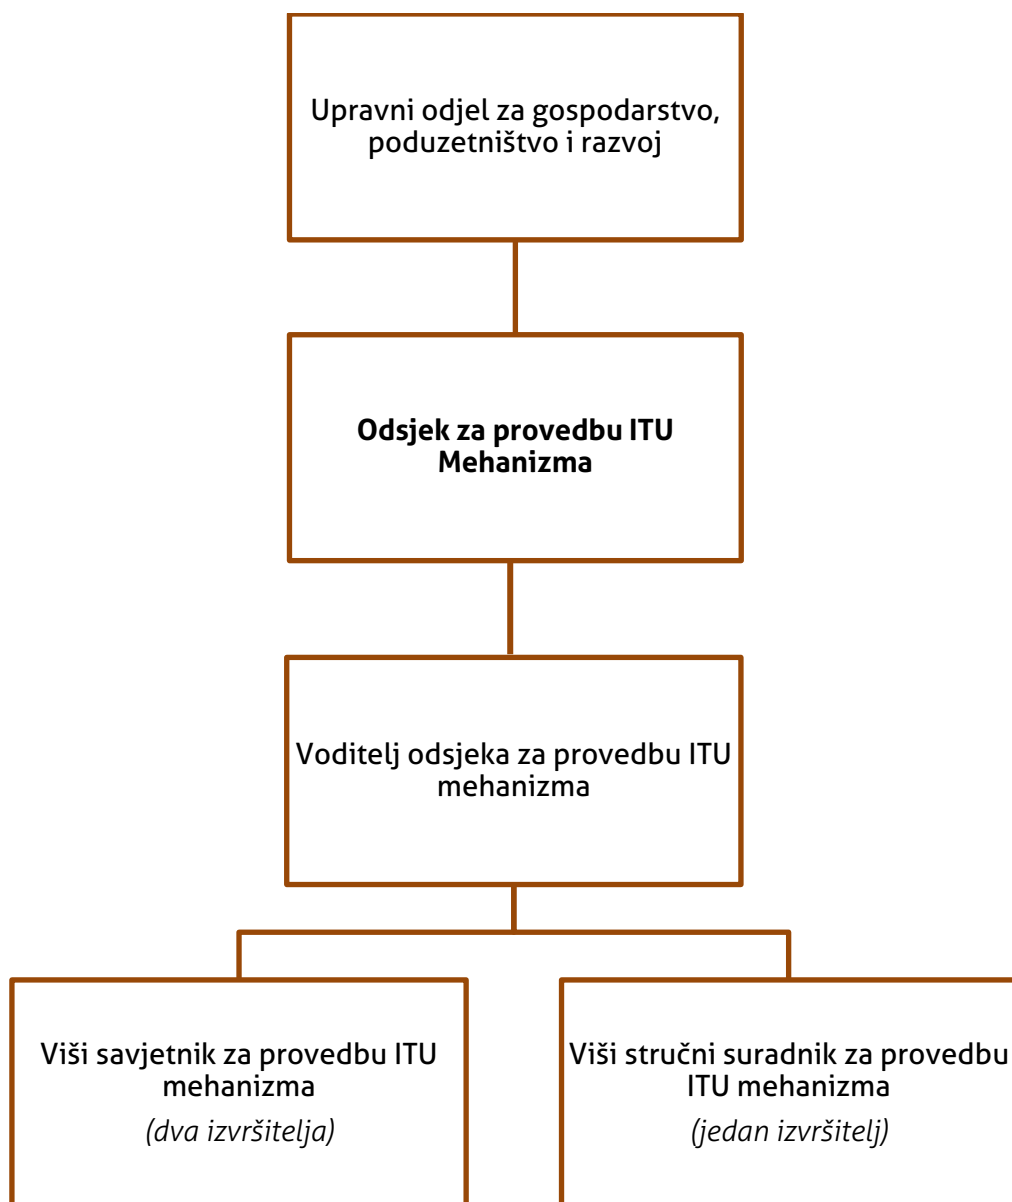 Upravni odjel za gospodarstvo,
poduzetništvo i razvoj
Odsjek za provedbu ITU
Mehanizma
Voditelj odsjeka za provedbu ITU
mehanizma
Viši savjetnik za provedbu ITU
mehanizma
(dva izvršitelja)
Viši stručni suradnik za provedbu
ITU mehanizma
(jedan izvršitelj)